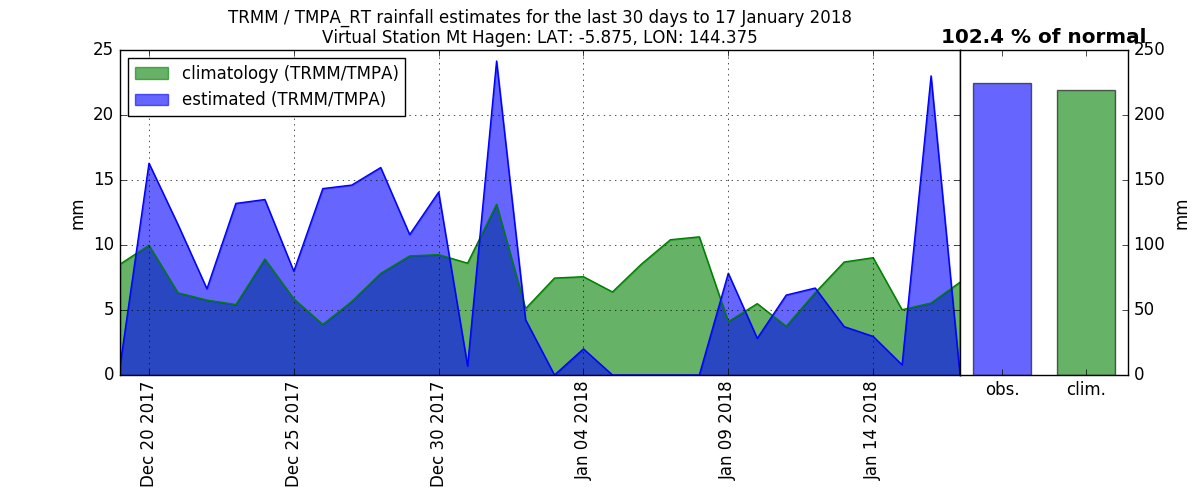 TRMM / TMPA_RT rainfall estimates for the last 30 days to 17 January 2018
Virtual Station Mt Hagen: LAT: -5.875, LON: 144.375
102.4 % of normal
climatology (TRMM/TMPA)
estimated (TRMM/TMPA)
25
20
15
10
5
0
mm
Dec 20 2017
Dec 25 2017
Dec 30 2017
Jan 04 2018
Jan 09 2018
Jan 14 2018
250
200
150
100
50
0
mm
obs.
clim.